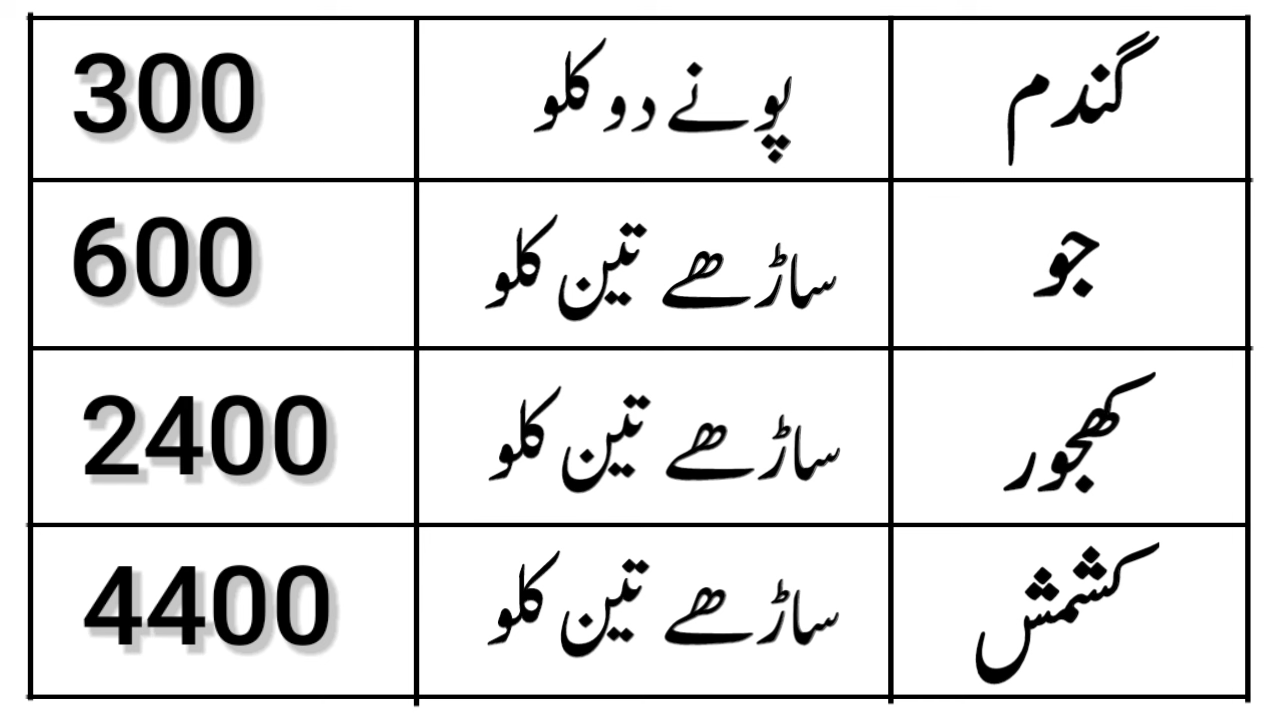 گندم پونے دو کلو 300
جو ساڑھے تین کلو 600
کھجور ساڑھے تین کلو 2400
کشمش ساڑھے تین کلو 4400